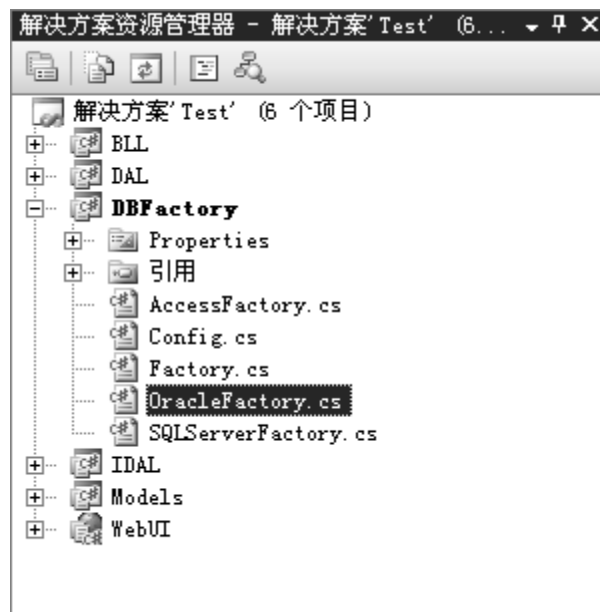 解决方案资源管理器 - 解决方案'Test' (6...
解决方案'Test' (6 个项目)
BLL
DAL
DBFactory
Properties
引用
AccessFactory.cs
Config.cs
Factory.cs
OracleFactory.cs
SQLServerFactory.cs
IDAL
Models
WebUI